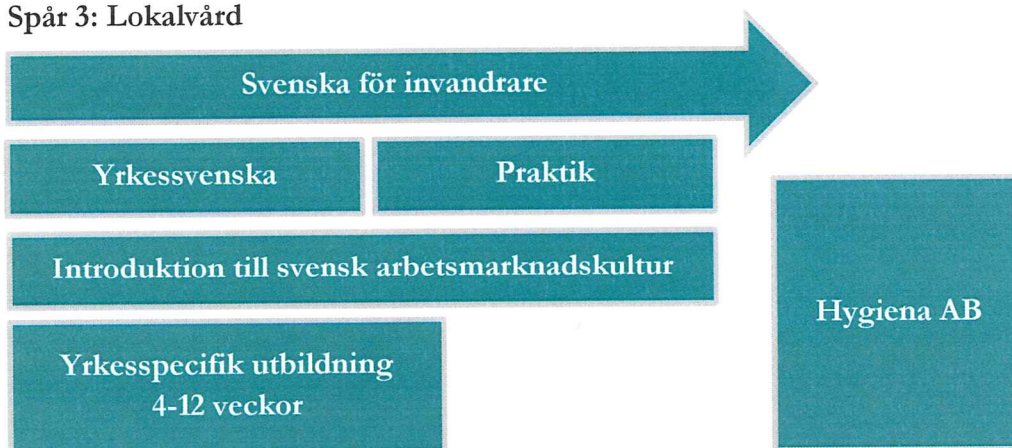 Spår 3: Lokalvård
Svenska för invandrare
Yrkessvenska
Praktik
Introduktion till svensk arbetsmarknadskultur
Hygiena AB
Yrkesspecifik utbildning
4-12 veckor